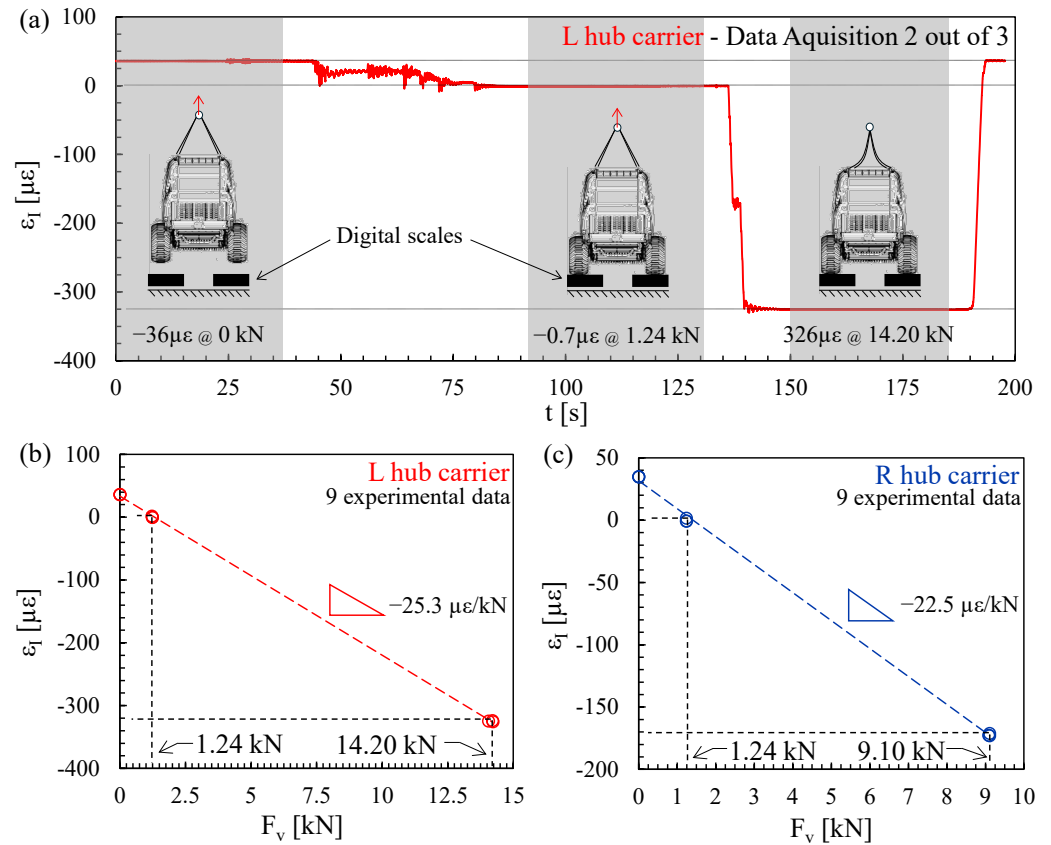 (a)
L hub carrier - Data Aquisition 2 out of 3
100
0
-100
-200
-300
-400
εI [µε]
Digital scales
−36µε @ 0 kN
−0.7µε @ 1.24 kN
326µε @ 14.20 kN
0 25 50 75 100 125 150 175 200
t [s]
(b)
L hub carrier
9 experimental data
100
0
-100
-200
-300
-400
εI [µε]
−25.3 µε/kN
1.24 kN
14.20 kN
0 2.5 5 7.5 10 12.5 15
Fv [kN]
(c)
R hub carrier
9 experimental data
50
0
-50
-100
-150
-200
εI [µε]
−22.5 µε/kN
1.24 kN
9.10 kN
0 1 2 3 4 5 6 7 8 9 10
Fv [kN]